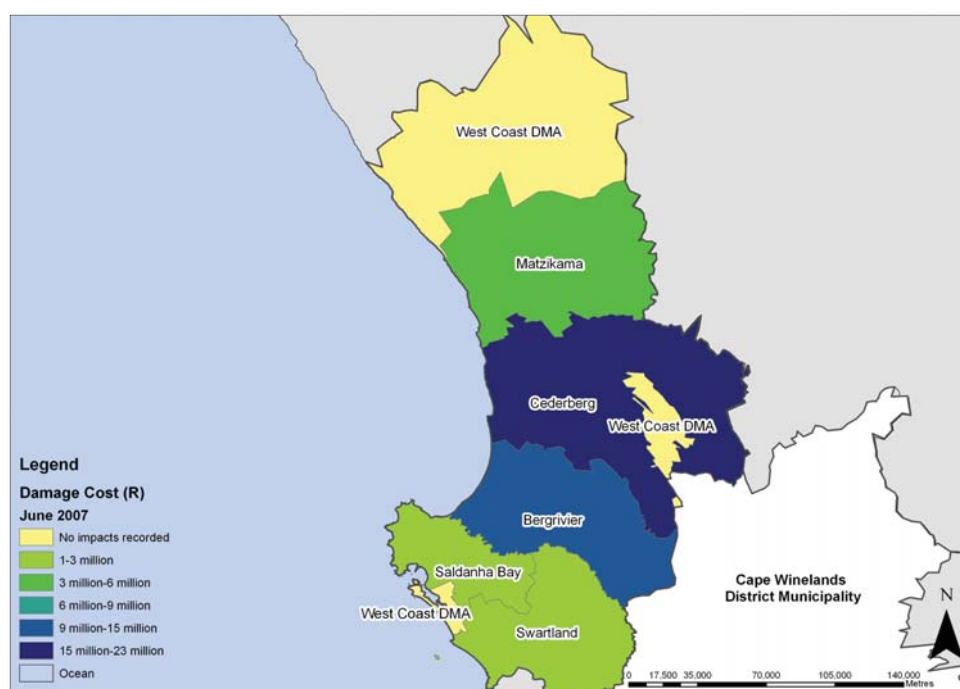 West Coast DMA
Matzikama
Cederberg
West Coast DMA
Bergrivier
Saldanha Bay
West Coast DMA
Swartland
Cape Winelands
District Municipality
Legend
Damage Cost (R)
June 2007
No impacts recorded
1-3 million
3 million-6 million
6 million-9 million
9 million-15 million
15 million-23 million
Ocean
N
0 17,500 35,000 70,000 105,000 140,000
Metres